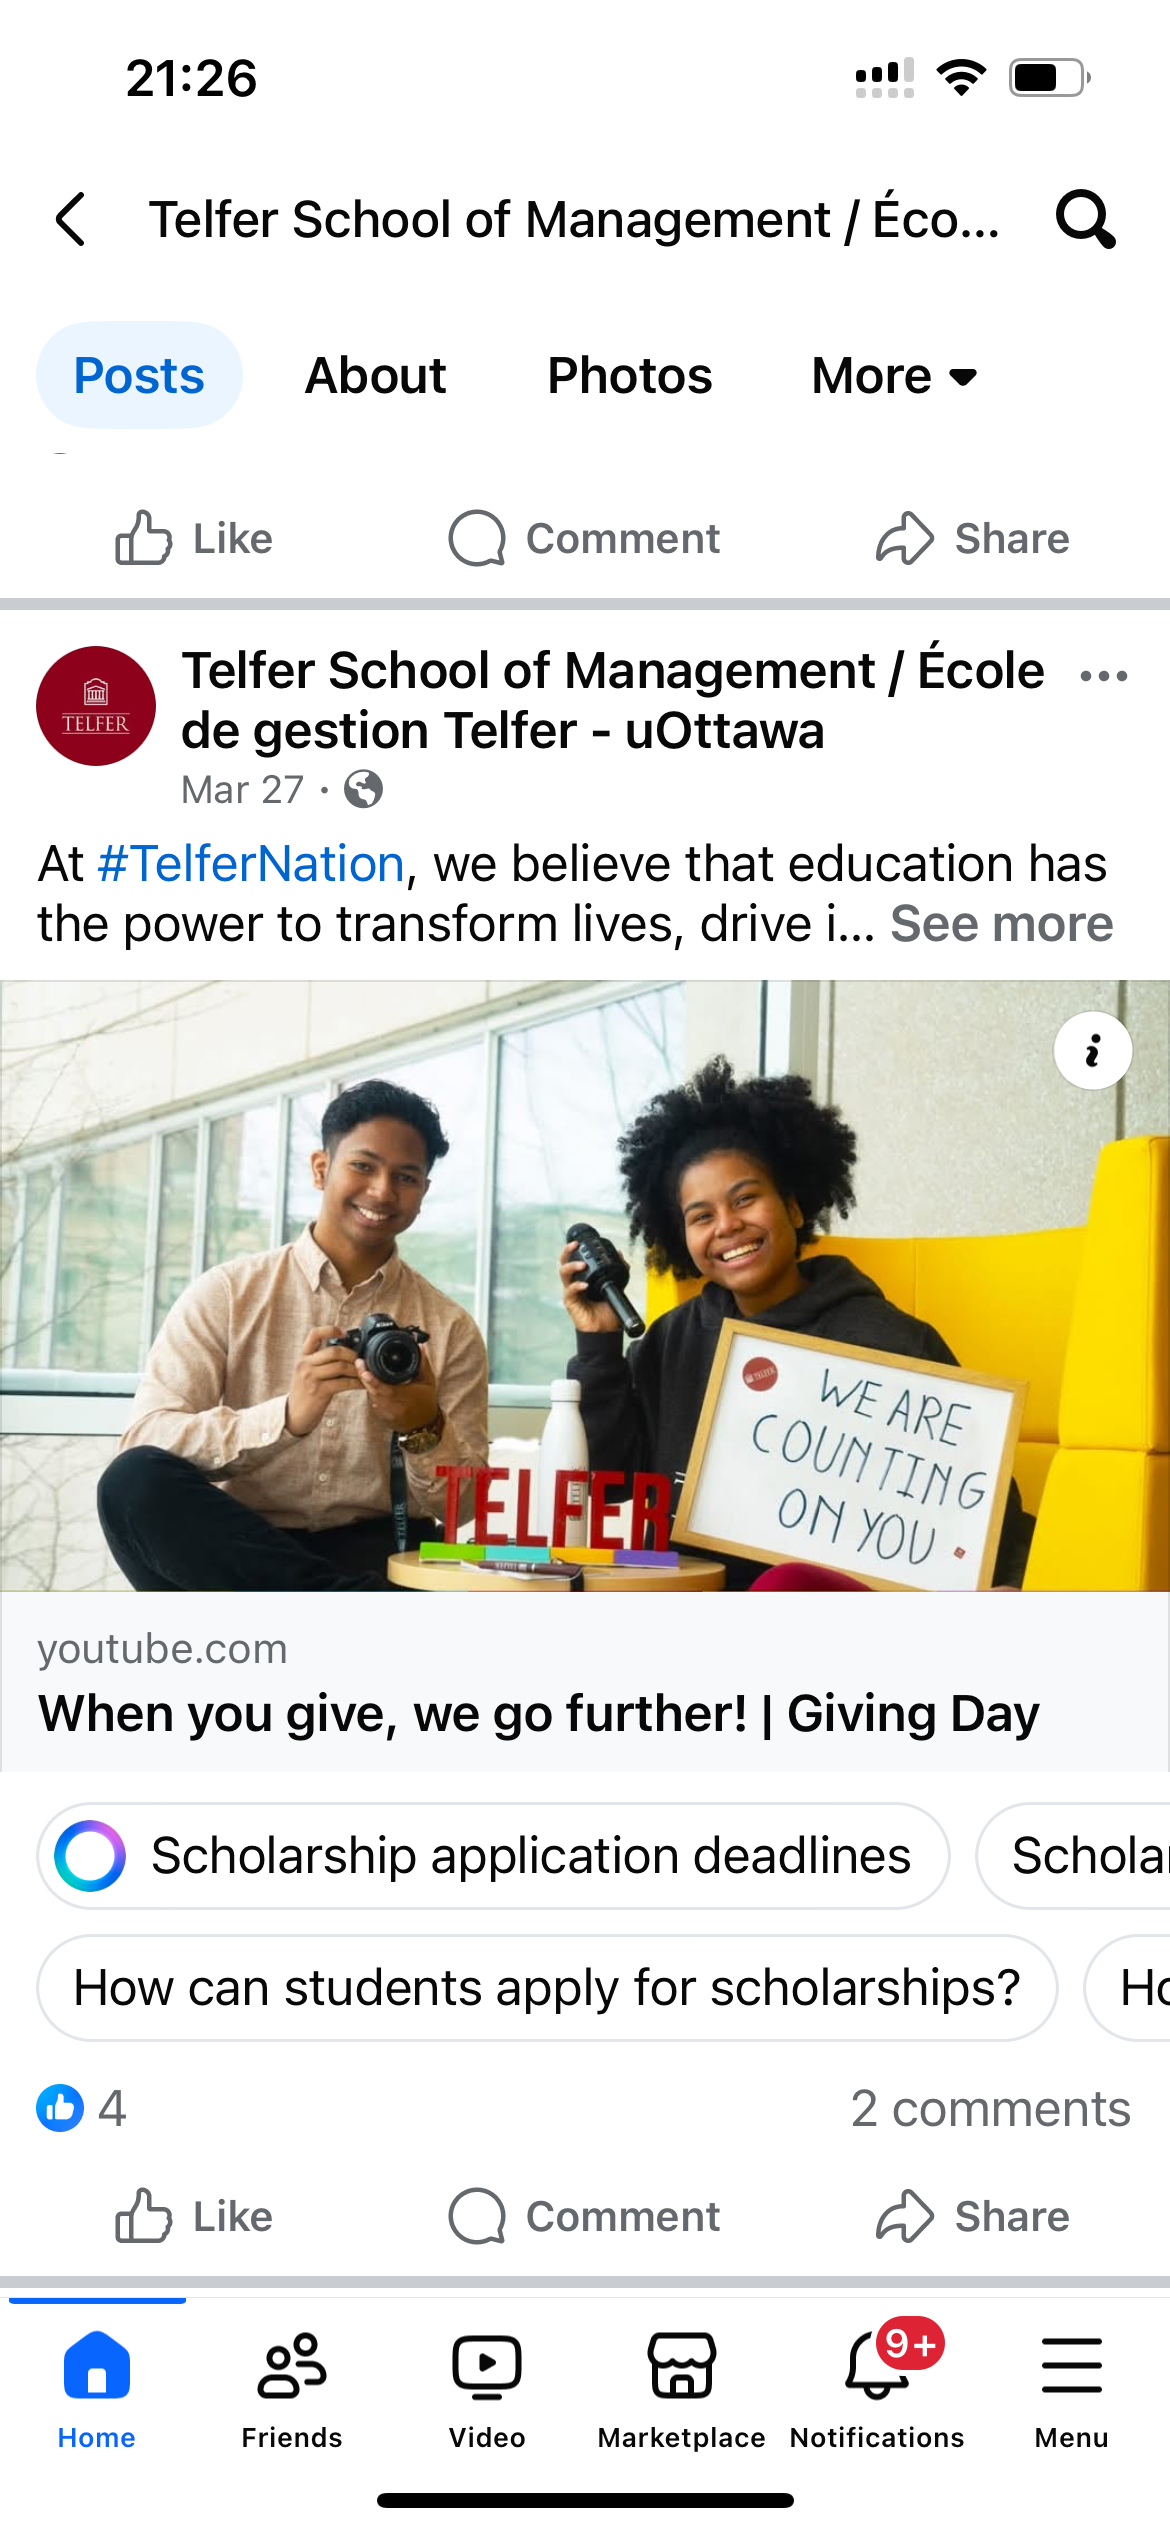 21:26
Telfer School of Management / Éco...
Posts
About
Photos
More
Like
Comment
Share
TELFER
Telfer School of Management / École
de gestion Telfer - uOttawa
Mar 27 ·
At #TelferNation, we believe that education has
the power to transform lives, drive i... See more
TELFER
WE ARE
COUNTING
ON YOU
TELFER
youtube.com
When you give, we go further! | Giving Day
Scholarship application deadlines
Schola
How can students apply for scholarships?
Ho
4
2 comments
Like
Comment
Share
9+
Home
Friends
Video
Marketplace
Notifications
Menu